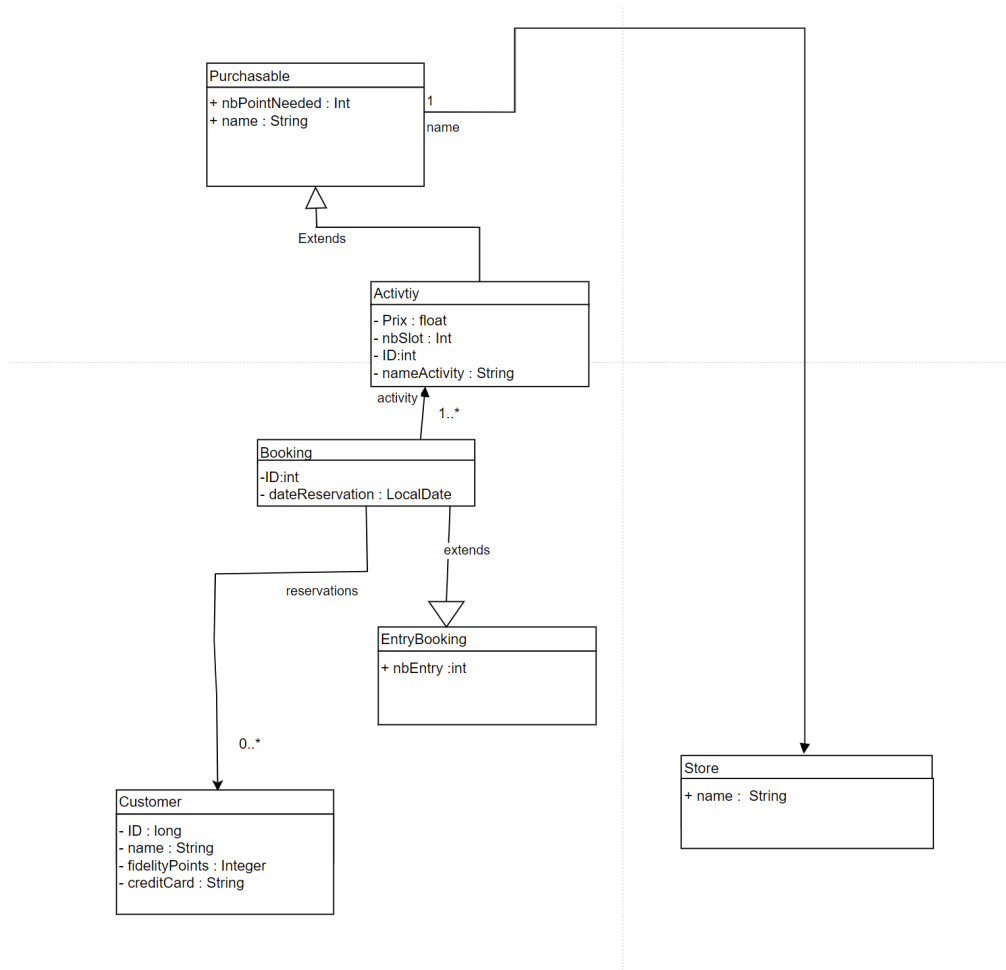 Purchasable
+ nbPointNeeded : Int
+ name : String
1
name
Extends
Activtiy
- Prix : float
- nbSlot : Int
- ID:int
- nameActivity : String
activity
1..*
Booking
-ID:int
- dateReservation : LocalDate
extends
reservations
EntryBooking
+ nbEntry :int
0..*
Customer
- ID : long
- name : String
- fidelityPoints : Integer
- creditCard : String
Store
+ name : String